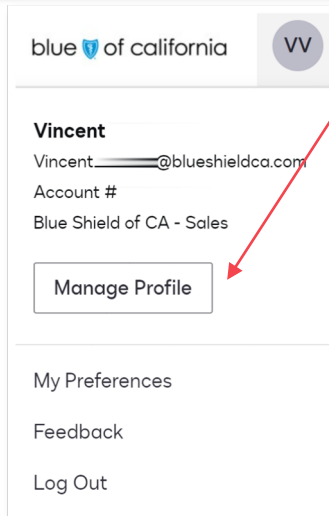 blue of california
VV
Vincent
Vincent @blueshieldca.com
Account #
Blue Shield of CA - Sales
Manage Profile
My Preferences
Feedback
Log Out